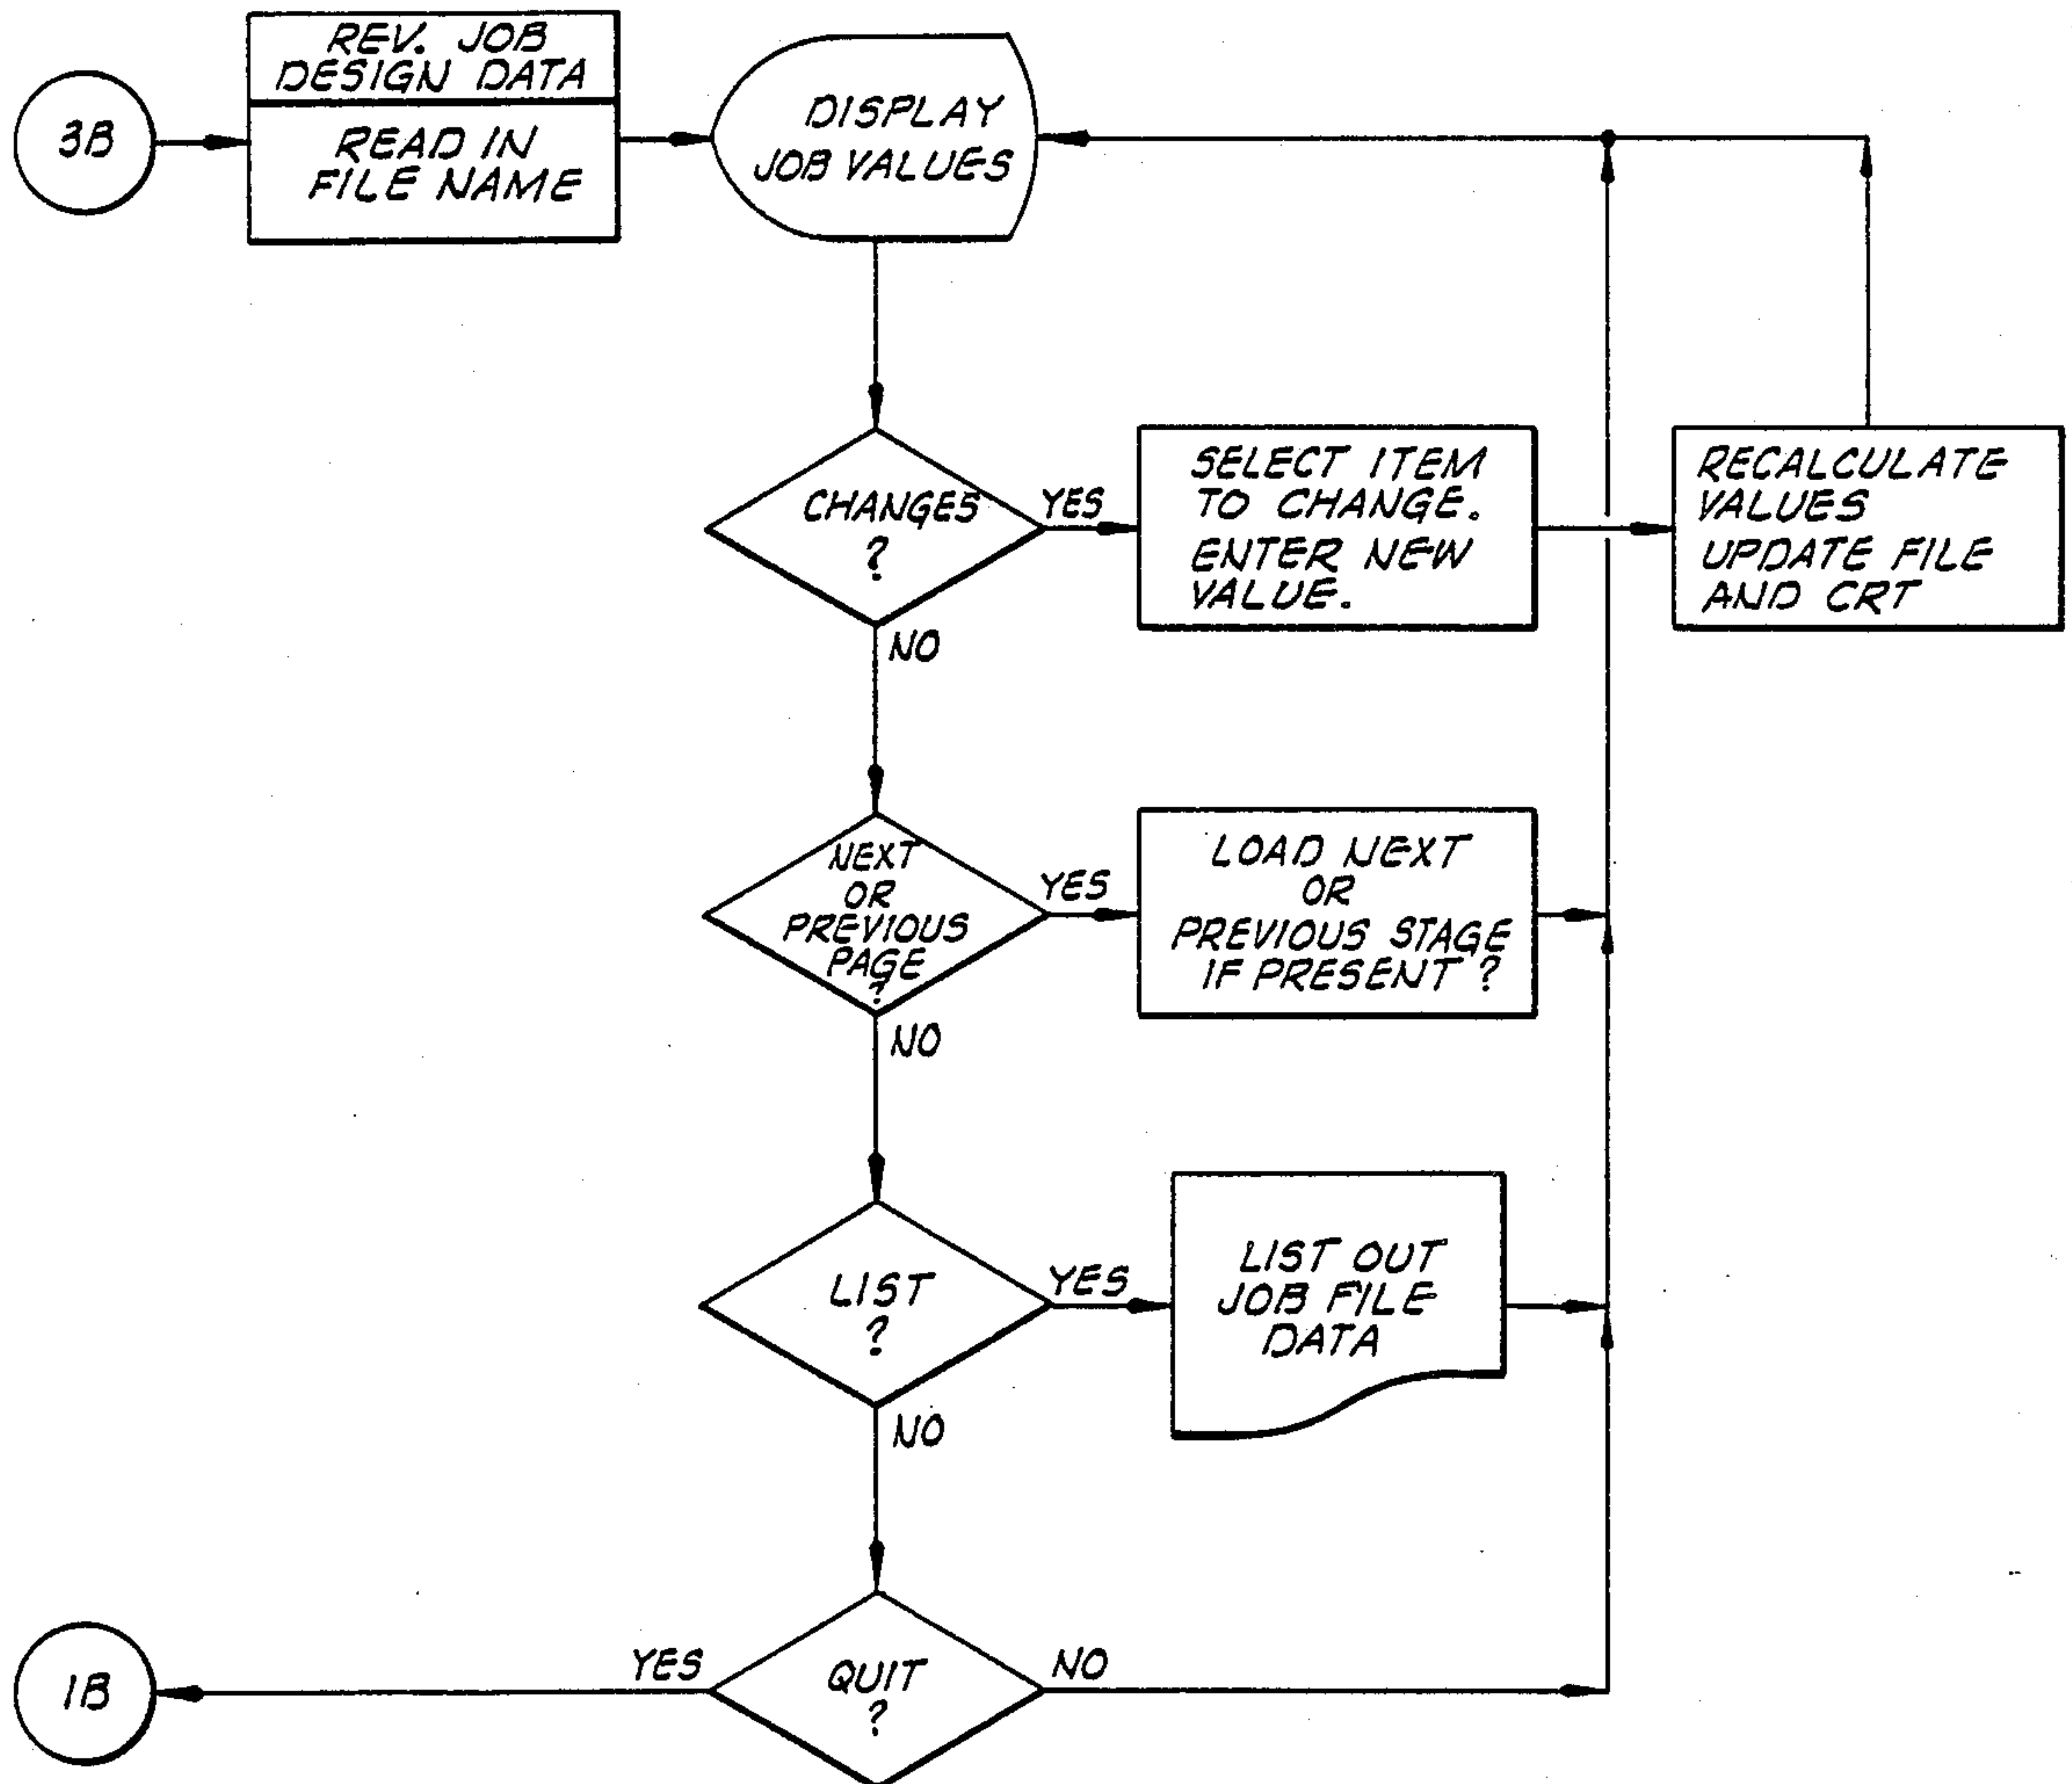 3B
REV. JOB
DESIGN DATA
READ IN
FILE NAME
DISPLAY
JOB VALUES
CHANGES
?
YES
NO
SELECT ITEM
TO CHANGE.
ENTER NEW
VALUE.
RECALCULATE
VALUES
UPDATE FILE
AND CRT
NEXT
OR
PREVIOUS
PAGE
?
YES
NO
LOAD NEXT
OR
PREVIOUS STAGE
IF PRESENT ?
LIST
?
YES
NO
LIST OUT
JOB FILE
DATA
QUIT
?
YES
NO
1B